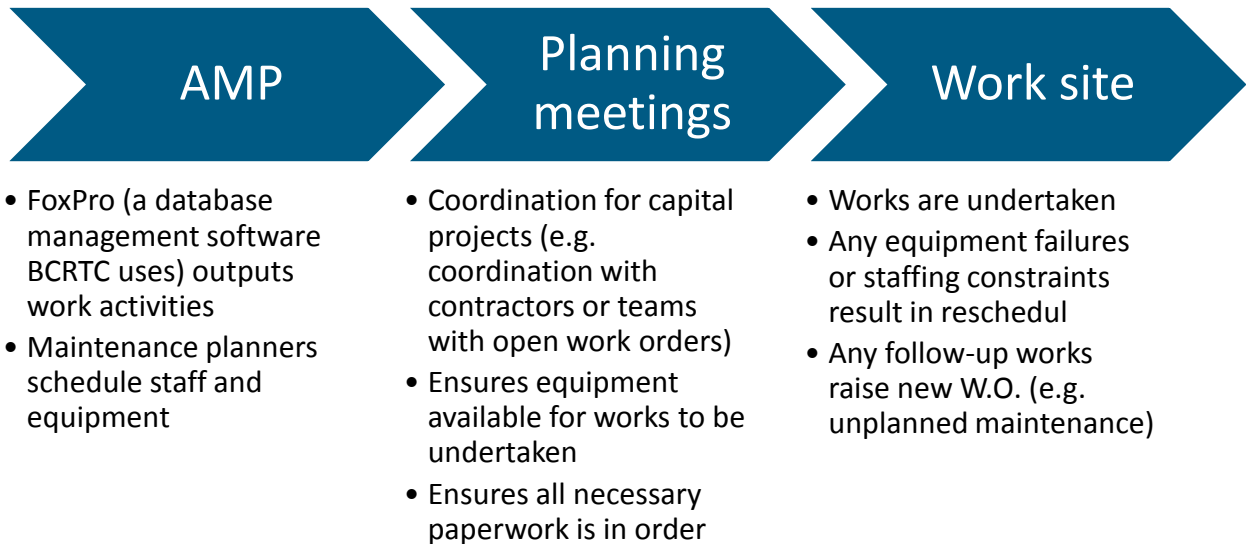 AMP
Planning
meetings
Work site
• FoxPro (a database
management software
BCRTC uses) outputs
work activities
• Maintenance planners
schedule staff and
equipment
• Coordination for capital
projects (e.g.
coordination with
contractors or teams
with open work orders)
• Ensures equipment
available for works to be
undertaken
• Ensures all necessary
paperwork is in order
• Works are undertaken
• Any equipment failures
or staffing constraints
result in reschedul
• Any follow-up works
raise new W.O. (e.g.
unplanned maintenance)